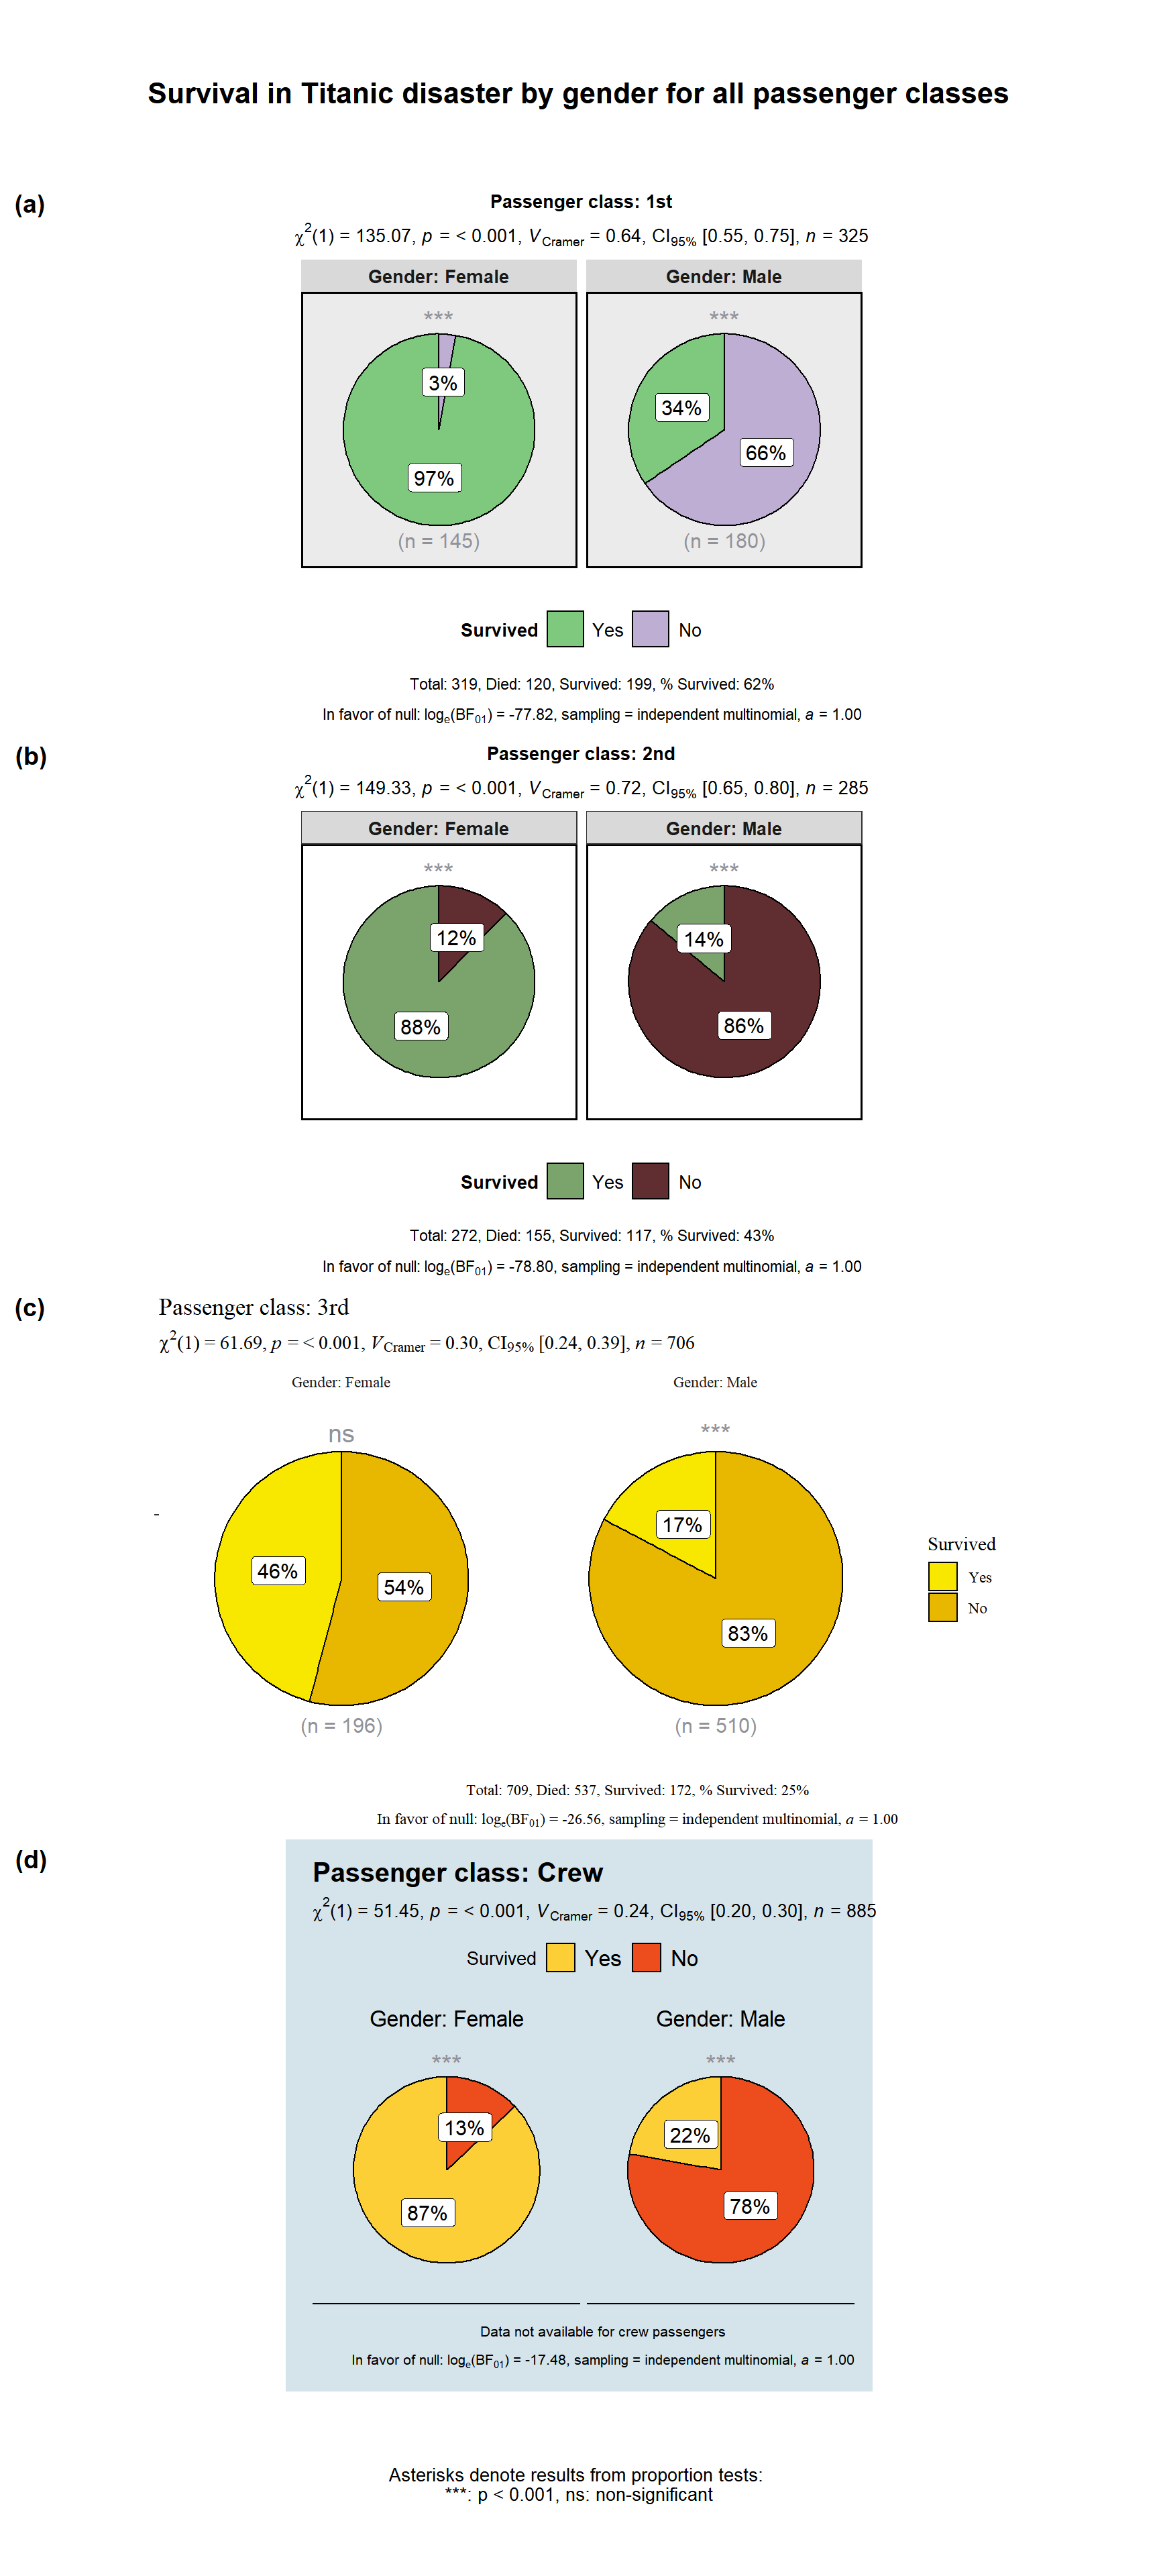 Survival in Titanic disaster by gender for all passenger classes
(a)
Passenger class: 1st
χ2(1) = 135.07, p = < 0.001, VCramer = 0.64, CI95% [0.55, 0.75], n = 325
Gender: Female
Gender: Male
***
***
3%
97%
34%
66%
(n = 145)
(n = 180)
Survived Yes No
Total: 319, Died: 120, Survived: 199, % Survived: 62%
In favor of null: loge(BF01) = -77.82, sampling = independent multinomial, a = 1.00
(b)
Passenger class: 2nd
χ2(1) = 149.33, p = < 0.001, VCramer = 0.72, CI95% [0.65, 0.80], n = 285
Gender: Female
Gender: Male
***
***
12%
88%
14%
86%
Survived Yes No
Total: 272, Died: 155, Survived: 117, % Survived: 43%
In favor of null: loge(BF01) = -78.80, sampling = independent multinomial, a = 1.00
(c)
Passenger class: 3rd
χ2(1) = 61.69, p = < 0.001, VCramer = 0.30, CI95% [0.24, 0.39], n = 706
Gender: Female
Gender: Male
ns
***
-
46%
54%
17%
83%
(n = 196)
(n = 510)
Survived
Yes
No
Total: 709, Died: 537, Survived: 172, % Survived: 25%
In favor of null: loge(BF01) = -26.56, sampling = independent multinomial, a = 1.00
(d)
Passenger class: Crew
χ2(1) = 51.45, p = < 0.001, VCramer = 0.24, CI95% [0.20, 0.30], n = 885
Survived Yes No
Gender: Female
Gender: Male
***
***
13%
87%
22%
78%
Data not available for crew passengers
In favor of null: loge(BF01) = -17.48, sampling = independent multinomial, a = 1.00
Asterisks denote results from proportion tests:
***: p < 0.001, ns: non-significant